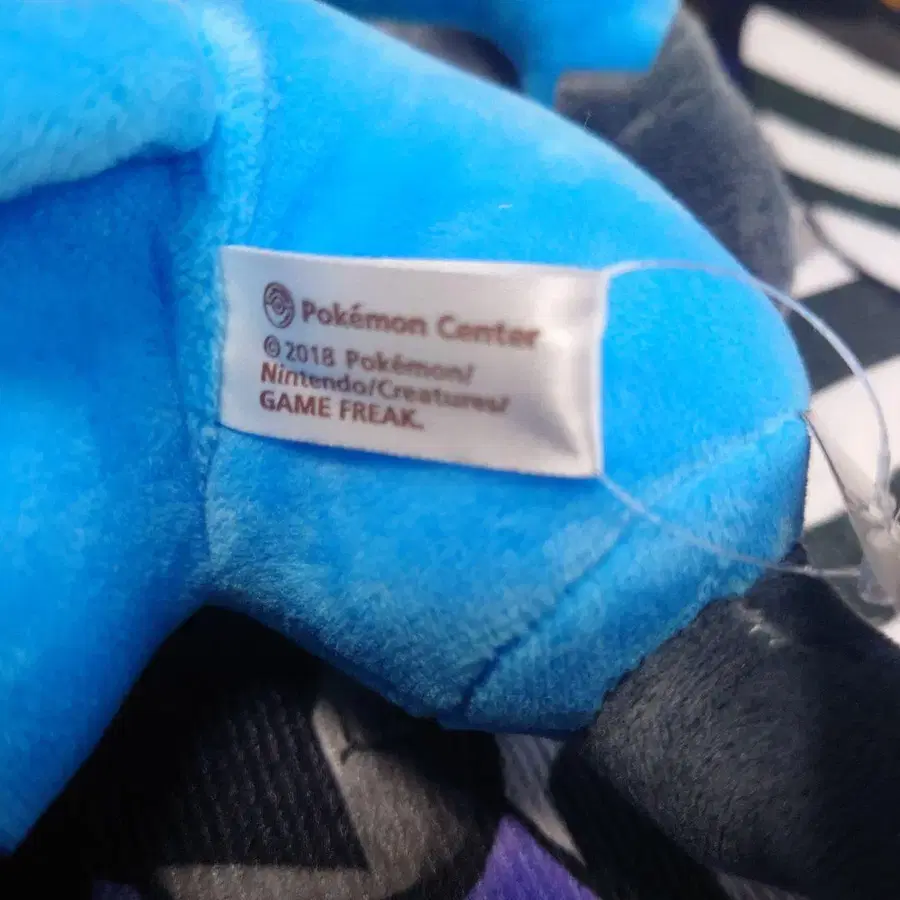 Pokémon Center
©2018 Pokémon/
Nintendo/Creatures/
GAME FREAK.